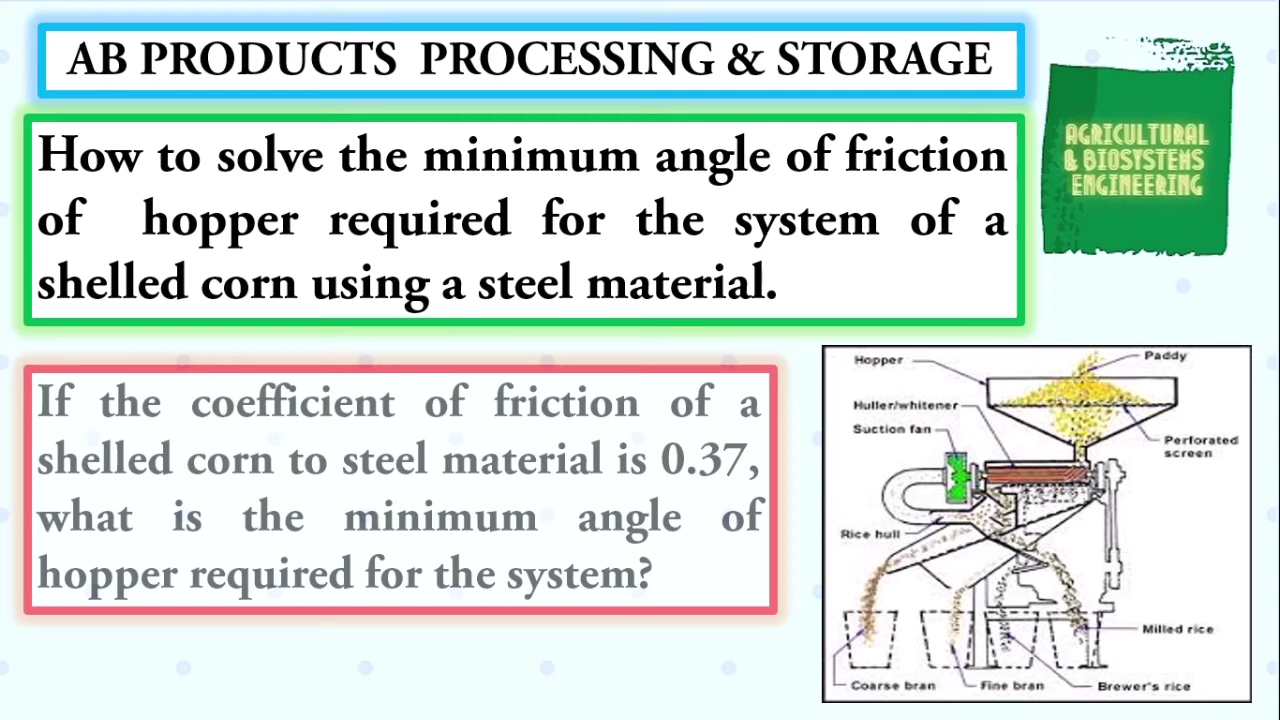 AB PRODUCTS PROCESSING & STORAGE
How to solve the minimum angle of friction
of hopper required for the system of a
shelled corn using a steel material.
AGRICULTURAL
& BIOSYSTEMS
ENGINEERING
If the coefficient of friction of a
shelled corn to steel material is 0.37,
what is the minimum angle of
hopper required for the system?
Hopper
Paddy
Huller/whitener
Suction fan
Perforated
screen
Rice hull
Milled rice
Coarse bran
Fine bran
Brewer's rice